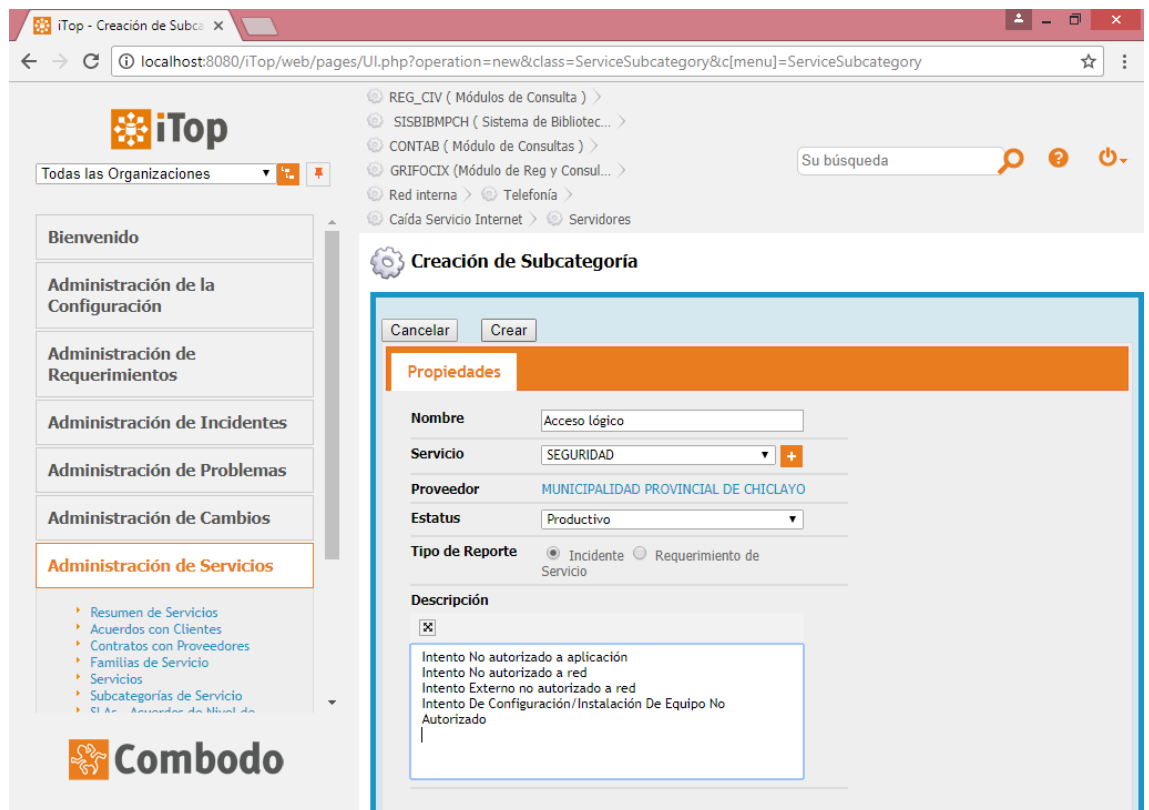 iTop - Creación de Subca
localhost:8080/iTop/web/pages/UI.php?operation=new&class=ServiceSubcategory&c[menu]=ServiceSubcategory
iTop
Todas las Organizaciones
Bienvenido
Administración de la
Configuración
Administración de
Requerimientos
Administración de Incidentes
Administración de Problemas
Administración de Cambios
Administración de Servicios
Resumen de Servicios
Acuerdos con Clientes
Contratos con Proveedores
Familias de Servicio
Servicios
Subcategorías de Servicio
SLAs - Acuerdos de Nivel de
Combodo
REG_CIV ( Módulos de Consulta )
SISBIBMPCH ( Sistema de Bibliotec...
CONTAB ( Módulo de Consultas )
GRIFOCIX (Módulo de Reg y Consul...
Red interna > Telefonía >
Caída Servicio Internet > Servidores
Su búsqueda
Creación de Subcategoría
Cancelar Crear
Propiedades
Nombre Acceso lógico
Servicio SEGURIDAD
Proveedor MUNICIPALIDAD PROVINCIAL DE CHICLAYO
Estatus Productivo
Tipo de Reporte Incidente Requerimiento de
Servicio
Descripción
Intento No autorizado a aplicación
Intento No autorizado a red
Intento Externo no autorizado a red
Intento De Configuración/Instalación De Equipo No
Autorizado